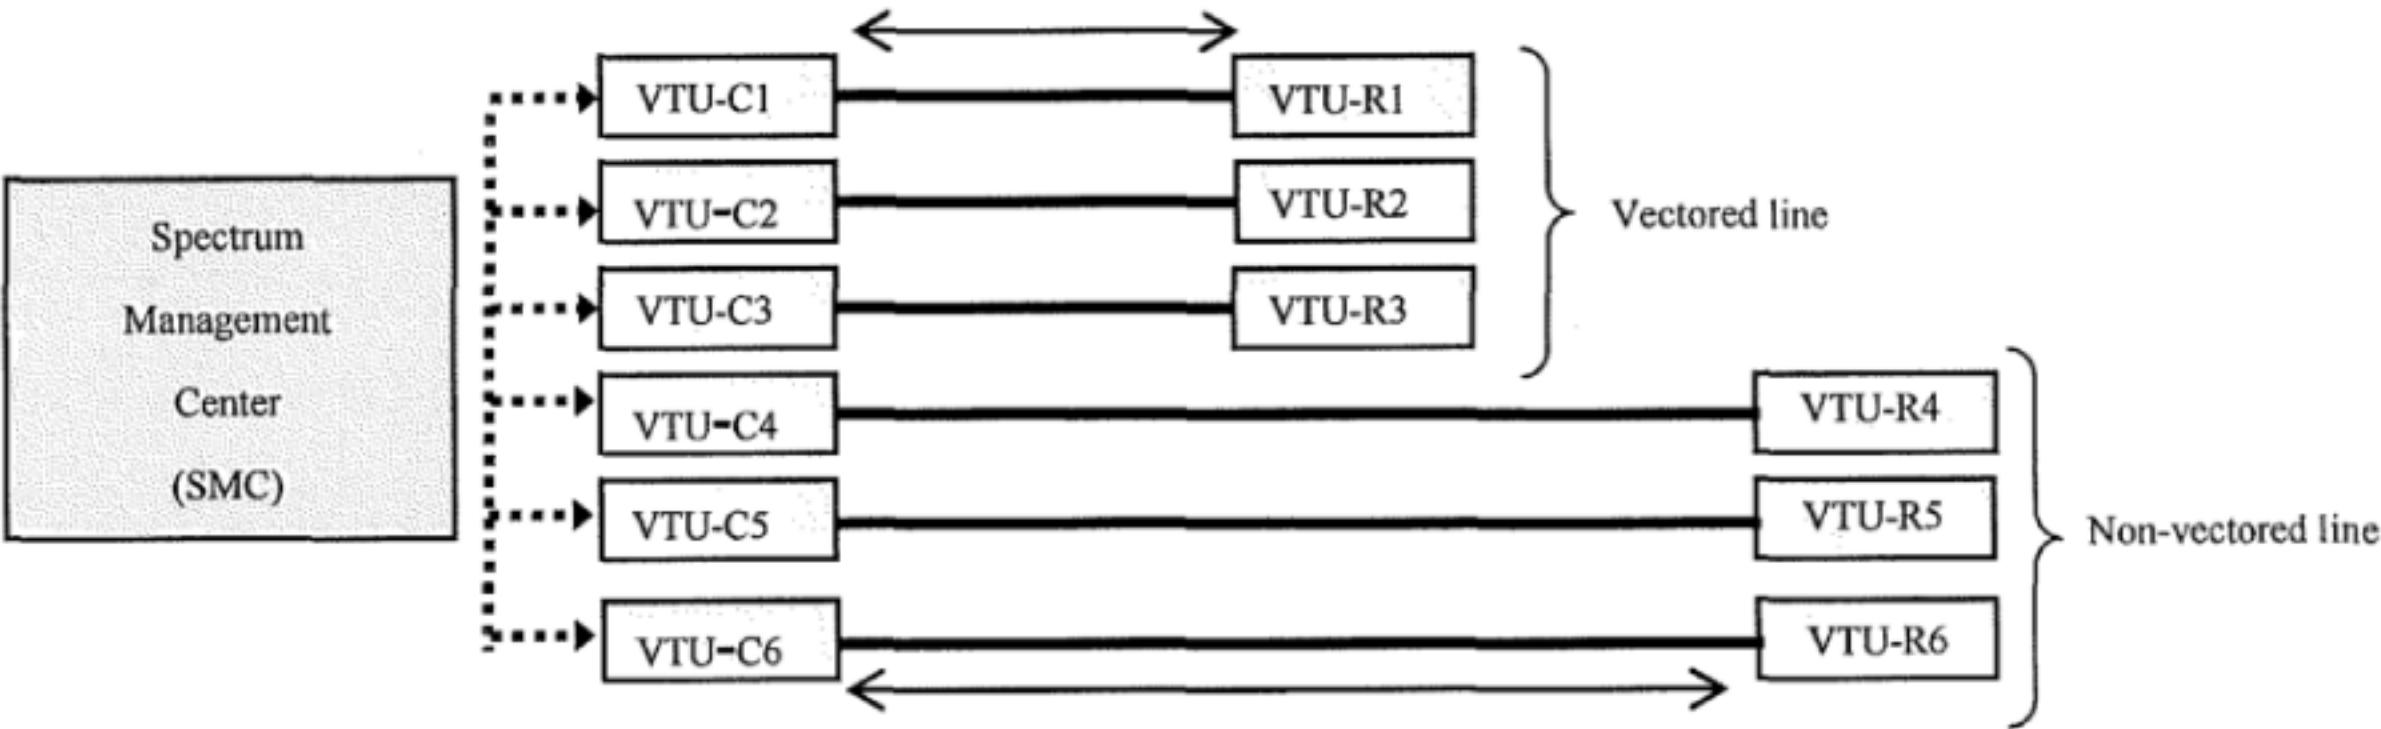 Spectrum
Management
Center
(SMC)
VTU-C1
VTU-R1
VTU-C2
VTU-R2
VTU-C3
VTU-R3
Vectored line
VTU-C4
VTU-R4
VTU-C5
VTU-R5
VTU-C6
VTU-R6
Non-vectored line